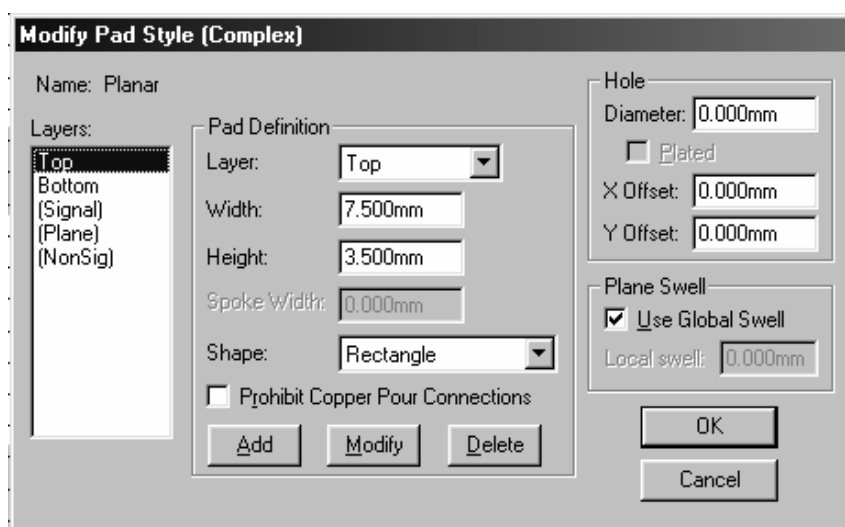 Modify Pad Style (Complex)
Name: Planar
Layers:
Top
Bottom
(Signal)
(Plane)
(NonSig)
Pad Definition
Layer: Top
Width: 7.500mm
Height: 3.500mm
Spoke Width: 0.000mm
Shape: Rectangle
Prohibit Copper Pour Connections
Add Modify Delete
Hole
Diameter: 0.000mm
Plated
X Offset: 0.000mm
Y Offset: 0.000mm
Plane Swell
Use Global Swell
Local swell: 0.000mm
OK
Cancel